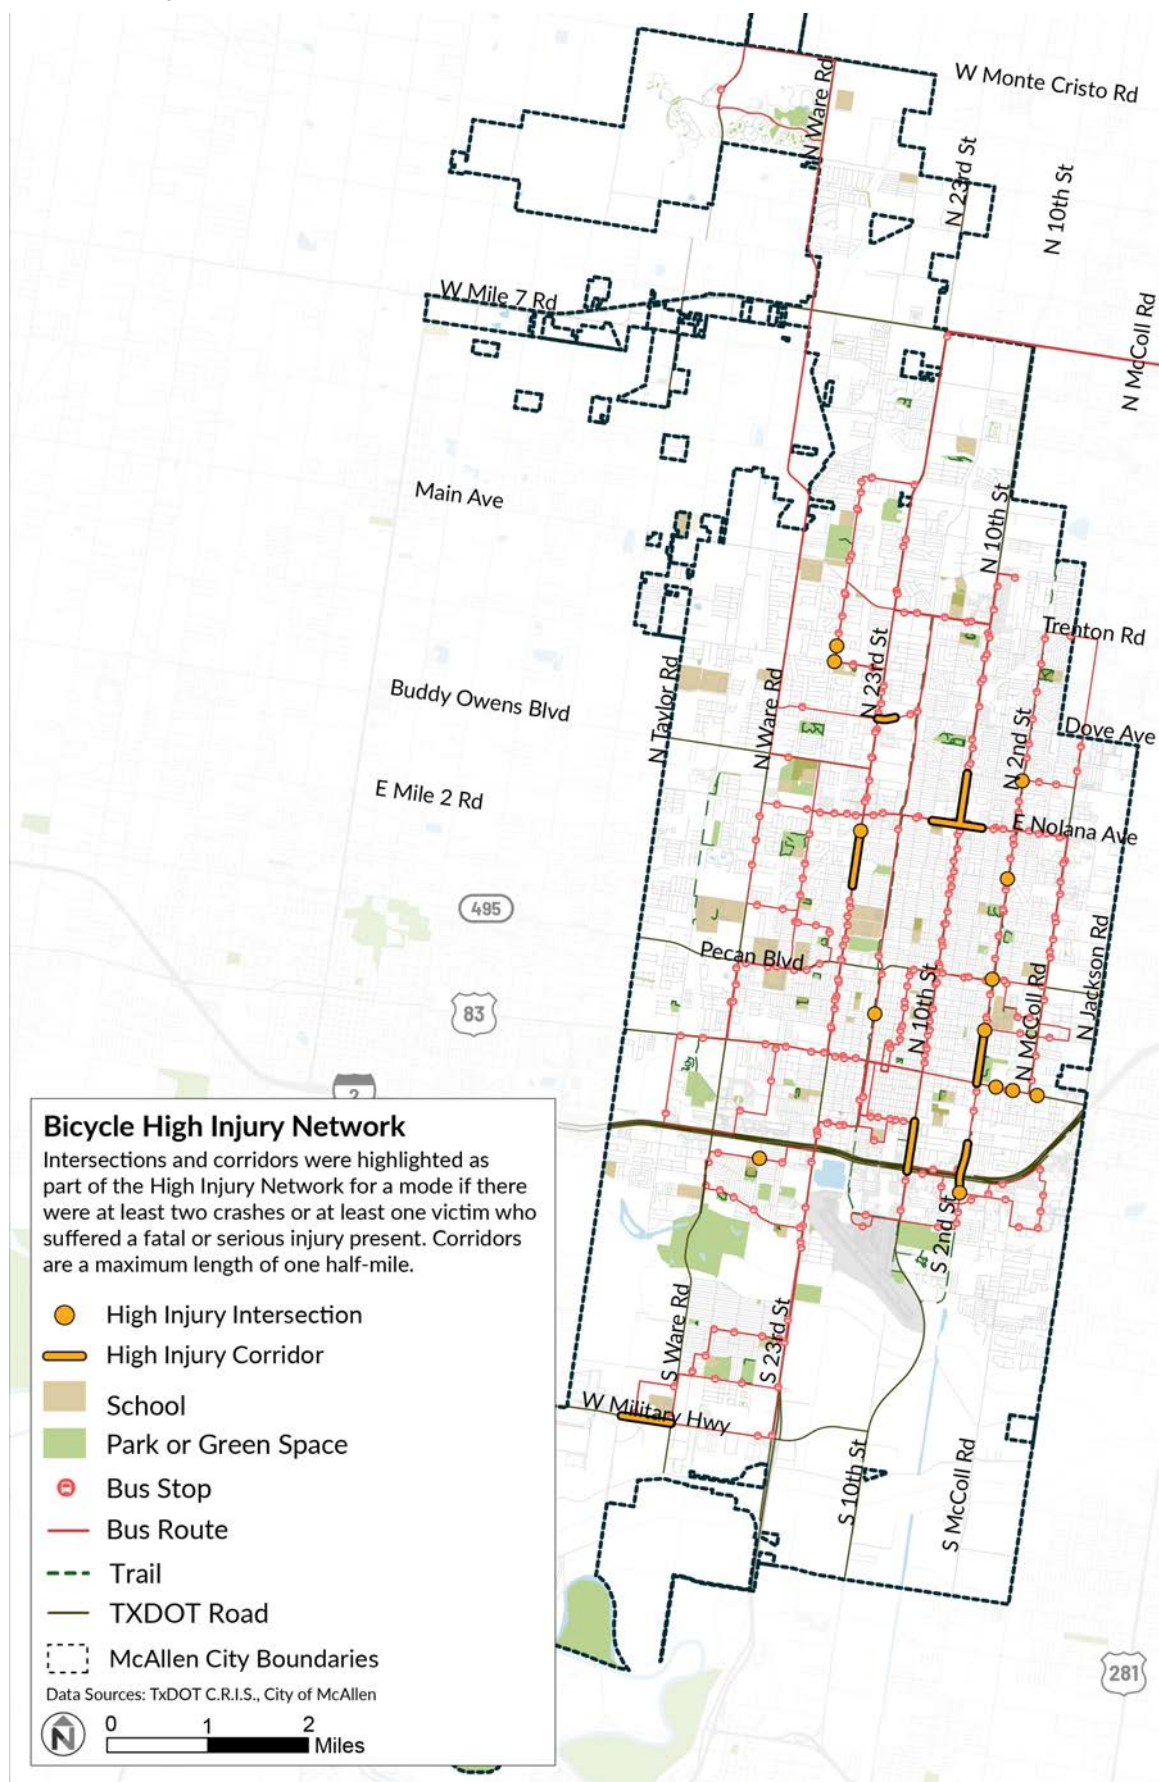 W Monte Cristo Rd
N Ware Rd
N 23rd St
N 10th St
W Mile 7 Rd
N McColl Rd
Main Ave
N 10th St
Trenton Rd
N 23rd St
Buddy Owens Blvd
N Taylor Rd
N Ware Rd
N 2nd St
Dove Ave
E Mile 2 Rd
E Nolana Ave
495
Pecan Blvd
N Jackson Rd
83
N 10th St
N McColl Rd
2
Bicycle High Injury Network
Intersections and corridors were highlighted as
part of the High Injury Network for a mode if there
were at least two crashes or at least one victim who
suffered a fatal or serious injury present. Corridors
are a maximum length of one half-mile.
High Injury Intersection
High Injury Corridor
School
Park or Green Space
Bus Stop
Bus Route
Trail
TXDOT Road
McAllen City Boundaries
Data Sources: TxDOT C.R.I.S., City of McAllen
N
0 1 2
Miles
S 2nd St
S Ware Rd
S 23rd St
W Military Hwy
S 10th St
S McColl Rd
281